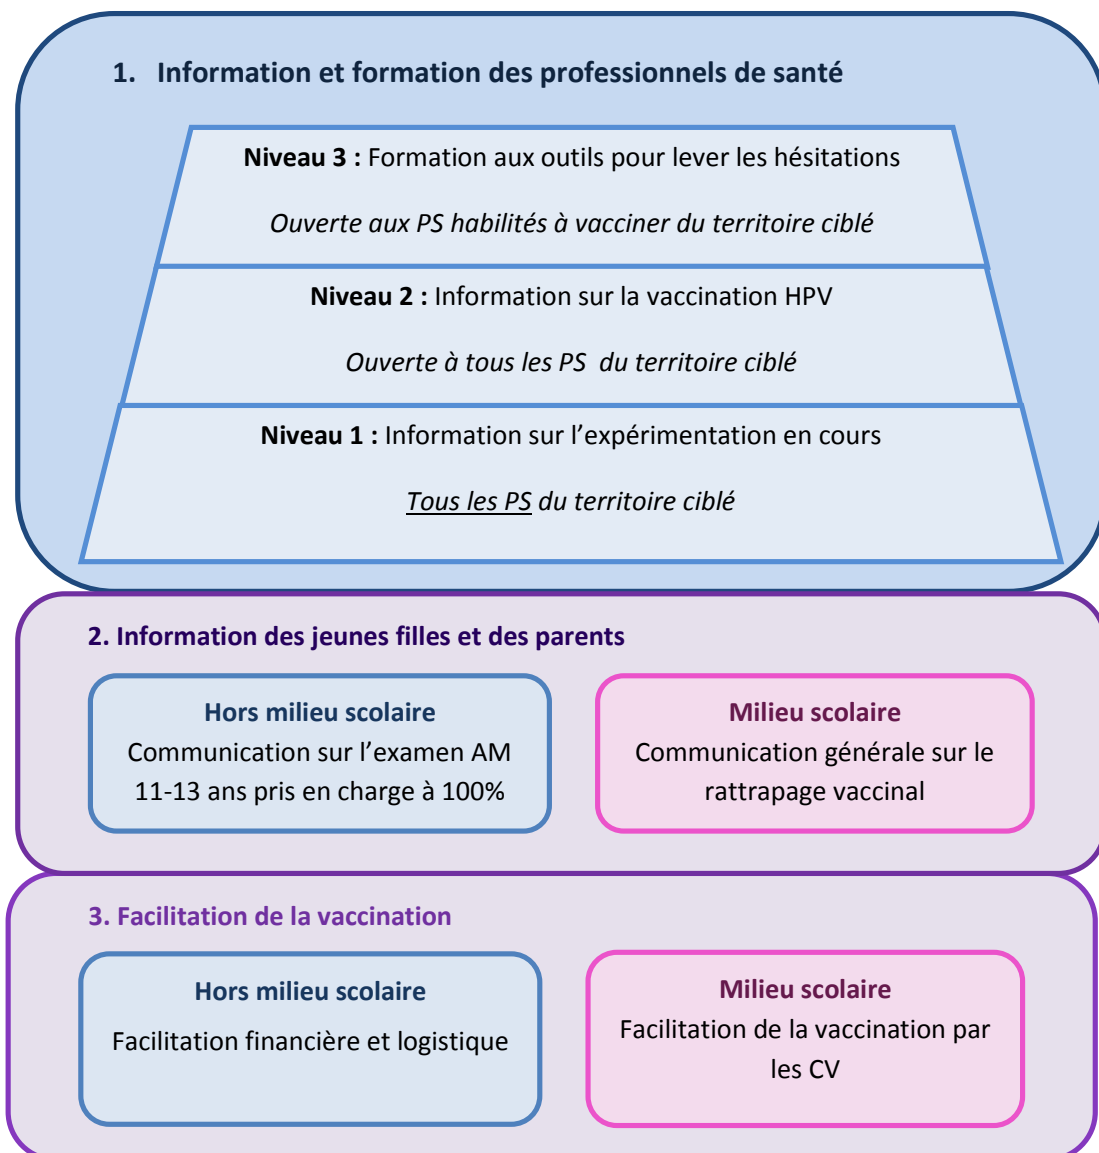 1. Information et formation des professionnels de santé
Niveau 3 : Formation aux outils pour lever les hésitations
Ouverte aux PS habilités à vacciner du territoire ciblé
Niveau 2 : Information sur la vaccination HPV
Ouverte à tous les PS du territoire ciblé
Niveau 1 : Information sur l’expérimentation en cours
Tous les PS du territoire ciblé
2. Information des jeunes filles et des parents
Hors milieu scolaire
Communication sur l’examen AM
11-13 ans pris en charge à 100%
Milieu scolaire
Communication générale sur le
rattrapage vaccinal
3. Facilitation de la vaccination
Hors milieu scolaire
Facilitation financière et logistique
Milieu scolaire
Facilitation de la vaccination par
les CV